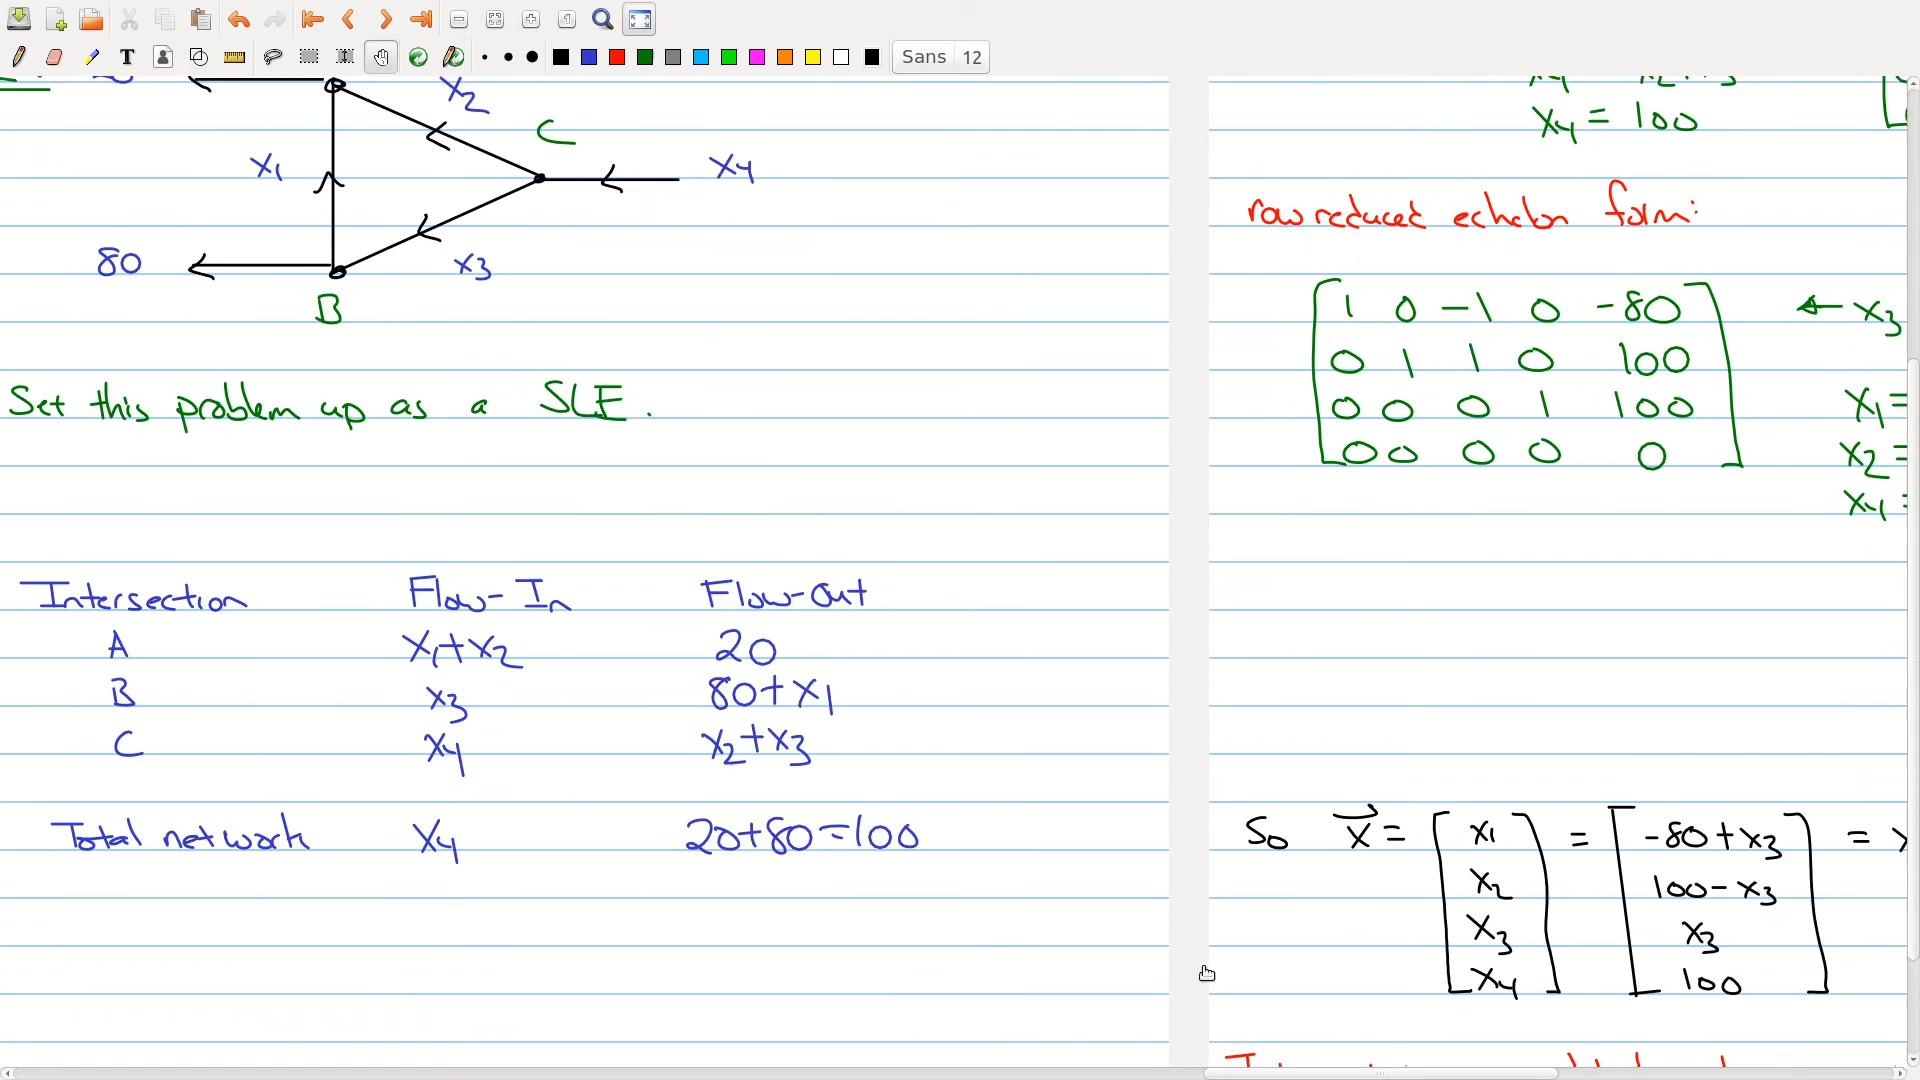 Sans 12
x2
C
x1
x4
80
x3
B
Set this problem up as a SLE.
Intersection Flow-In Flow-Out
A x1+x2 20
B x3 80+x1
C x4 x2+x3
Total network x4 20+80=100
x4 = 100
row reduced echelon form:
1 0 -1 0 -80 ← x3
0 1 1 0 100
0 0 0 1 100 x1=
0 0 0 0 0 x2=
x4=
So x⃗ = [x1 = [-80+x3 =
x2 100-x3
x3 x3
x4] 100]